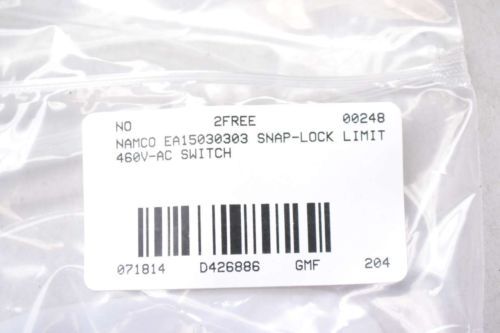 NO 2FREE 00248
NAMCO EA15030303 SNAP-LOCK LIMIT
460V-AC SWITCH
071814 D426886 GMF 204